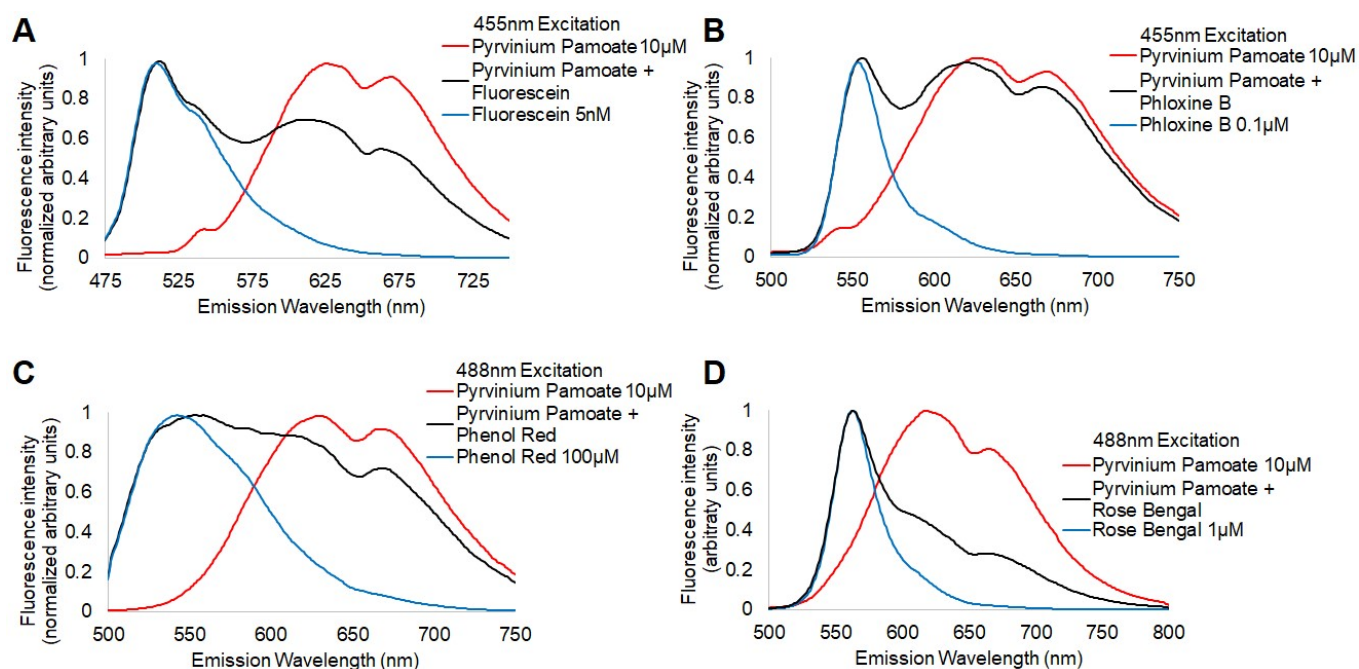 A
455nm Excitation
Pyrvinium Pamoate 10µM
Pyrvinium Pamoate +
Fluorescein
Fluorescein 5nM
Fluorescence intensity
(normalized arbitrary units)
1
0.8
0.6
0.4
0.2
0
475 525 575 625 675 725
Emission Wavelength (nm)
B
455nm Excitation
Pyrvinium Pamoate 10µM
Pyrvinium Pamoate +
Phloxine B
Phloxine B 0.1µM
Fluorescence intensity
(normalized arbitrary units)
1
0.8
0.6
0.4
0.2
0
500 550 600 650 700 750
Emission Wavelength (nm)
C
488nm Excitation
Pyrvinium Pamoate 10µM
Pyrvinium Pamoate +
Phenol Red
Phenol Red 100µM
Fluorescence intensity
(normalized arbitrary units)
1
0.8
0.6
0.4
0.2
0
500 550 600 650 700 750
Emission Wavelength (nm)
D
488nm Excitation
Pyrvinium Pamoate 10µM
Pyrvinium Pamoate +
Rose Bengal
Rose Bengal 1µM
Fluorescence intensity
(arbitraty units)
1
0.8
0.6
0.4
0.2
0
500 550 600 650 700 750 800
Emission Wavelength (nm)